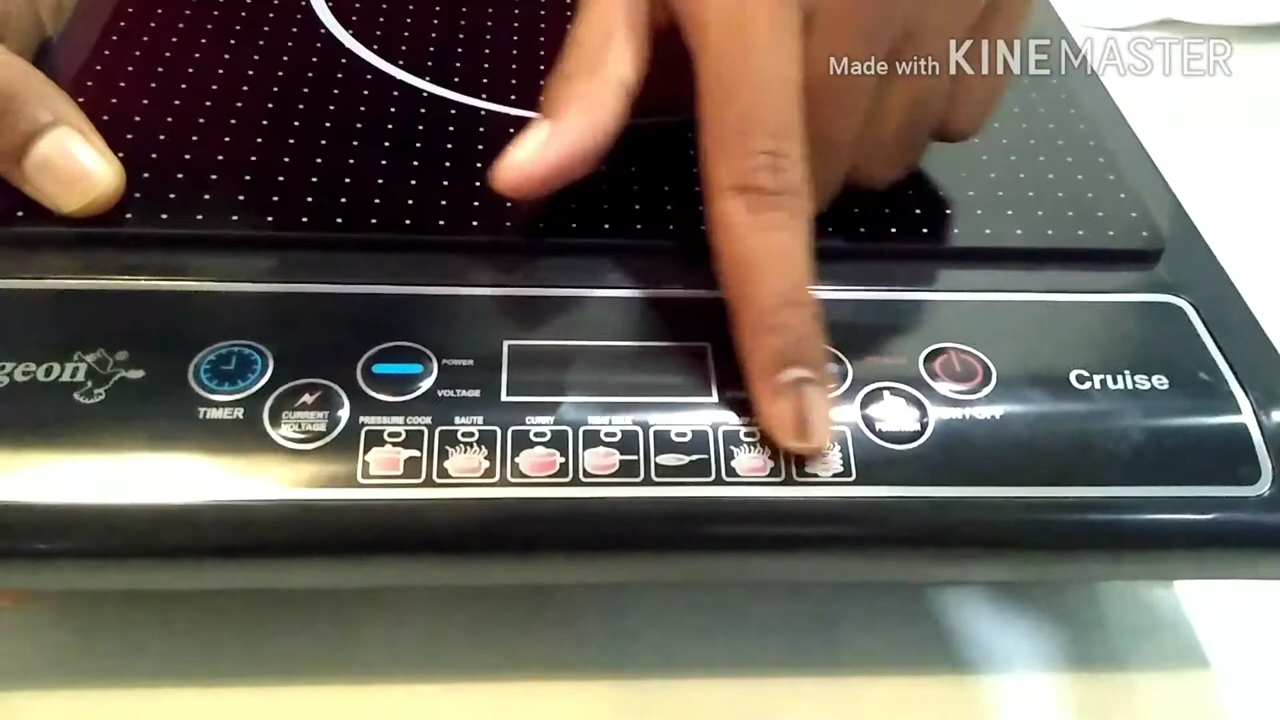 Made with KINEMASTER
geon
TIMER
CURRENT
VOLTAGE
POWER
VOLTAGE
Cruise
PRESSURE COOK SAUTE CURRY